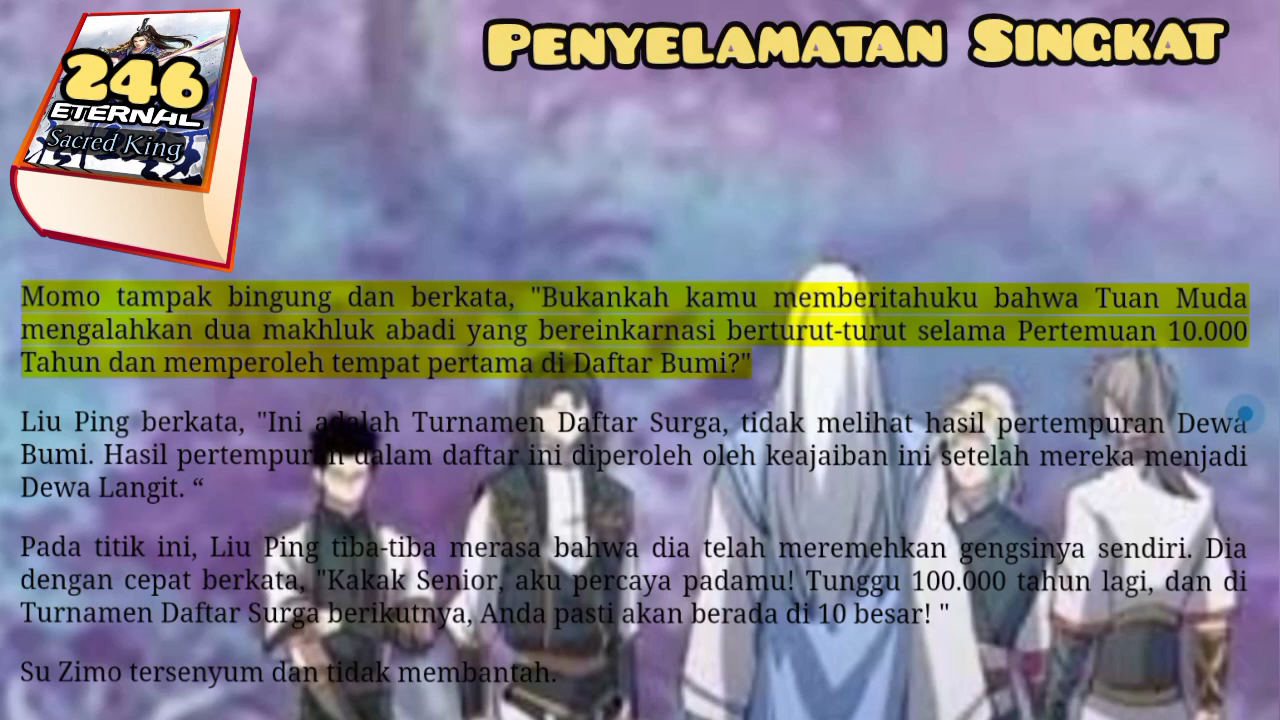 246
ETERNAL
Sacred King
PENYELAMATAN SINGKAT
Momo tampak bingung dan berkata, "Bukankah kamu memberitahuku bahwa Tuan Muda
mengalahkan dua makhluk abadi yang bereinkarnasi berturut-turut selama Pertemuan 10.000
Tahun dan memperoleh tempat pertama di Daftar Bumi?"
Liu Ping berkata, "Ini adalah Turnamen Daftar Surga, tidak melihat hasil pertempuran Dewa
Bumi. Hasil pertempuran dalam daftar ini diperoleh oleh keajaiban ini setelah mereka menjadi
Dewa Langit. “
Pada titik ini, Liu Ping tiba-tiba merasa bahwa dia telah meremehkan gengsinya sendiri. Dia
dengan cepat berkata, "Kakak Senior, aku percaya padamu! Tunggu 100.000 tahun lagi, dan di
Turnamen Daftar Surga berikutnya, Anda pasti akan berada di 10 besar! "
Su Zimo tersenyum dan tidak membantah.